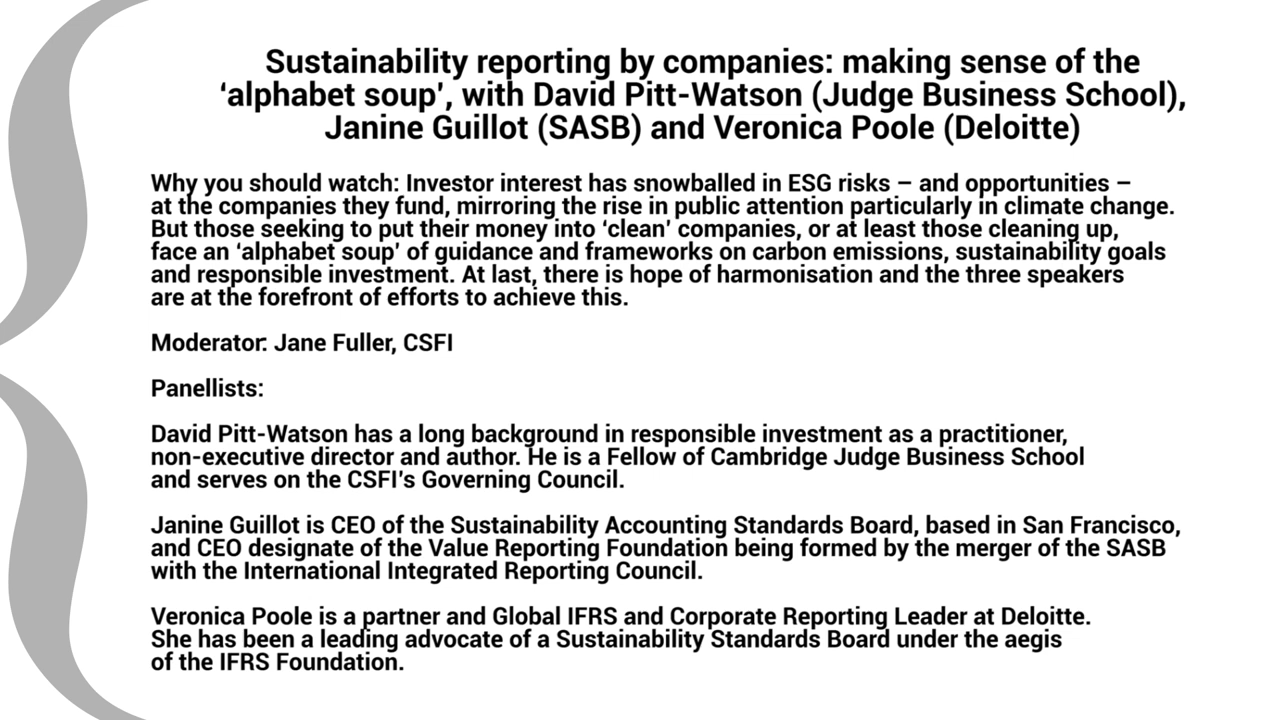 Sustainability reporting by companies: making sense of the
‘alphabet soup’, with David Pitt-Watson (Judge Business School),
Janine Guillot (SASB) and Veronica Poole (Deloitte)
Why you should watch: Investor interest has snowballed in ESG risks – and opportunities –
at the companies they fund, mirroring the rise in public attention particularly in climate change.
But those seeking to put their money into ‘clean’ companies, or at least those cleaning up,
face an ‘alphabet soup’ of guidance and frameworks on carbon emissions, sustainability goals
and responsible investment. At last, there is hope of harmonisation and the three speakers
are at the forefront of efforts to achieve this.
Moderator: Jane Fuller, CSFI
Panellists:
David Pitt-Watson has a long background in responsible investment as a practitioner,
non-executive director and author. He is a Fellow of Cambridge Judge Business School
and serves on the CSFI’s Governing Council.
Janine Guillot is CEO of the Sustainability Accounting Standards Board, based in San Francisco,
and CEO designate of the Value Reporting Foundation being formed by the merger of the SASB
with the International Integrated Reporting Council.
Veronica Poole is a partner and Global IFRS and Corporate Reporting Leader at Deloitte.
She has been a leading advocate of a Sustainability Standards Board under the aegis
of the IFRS Foundation.